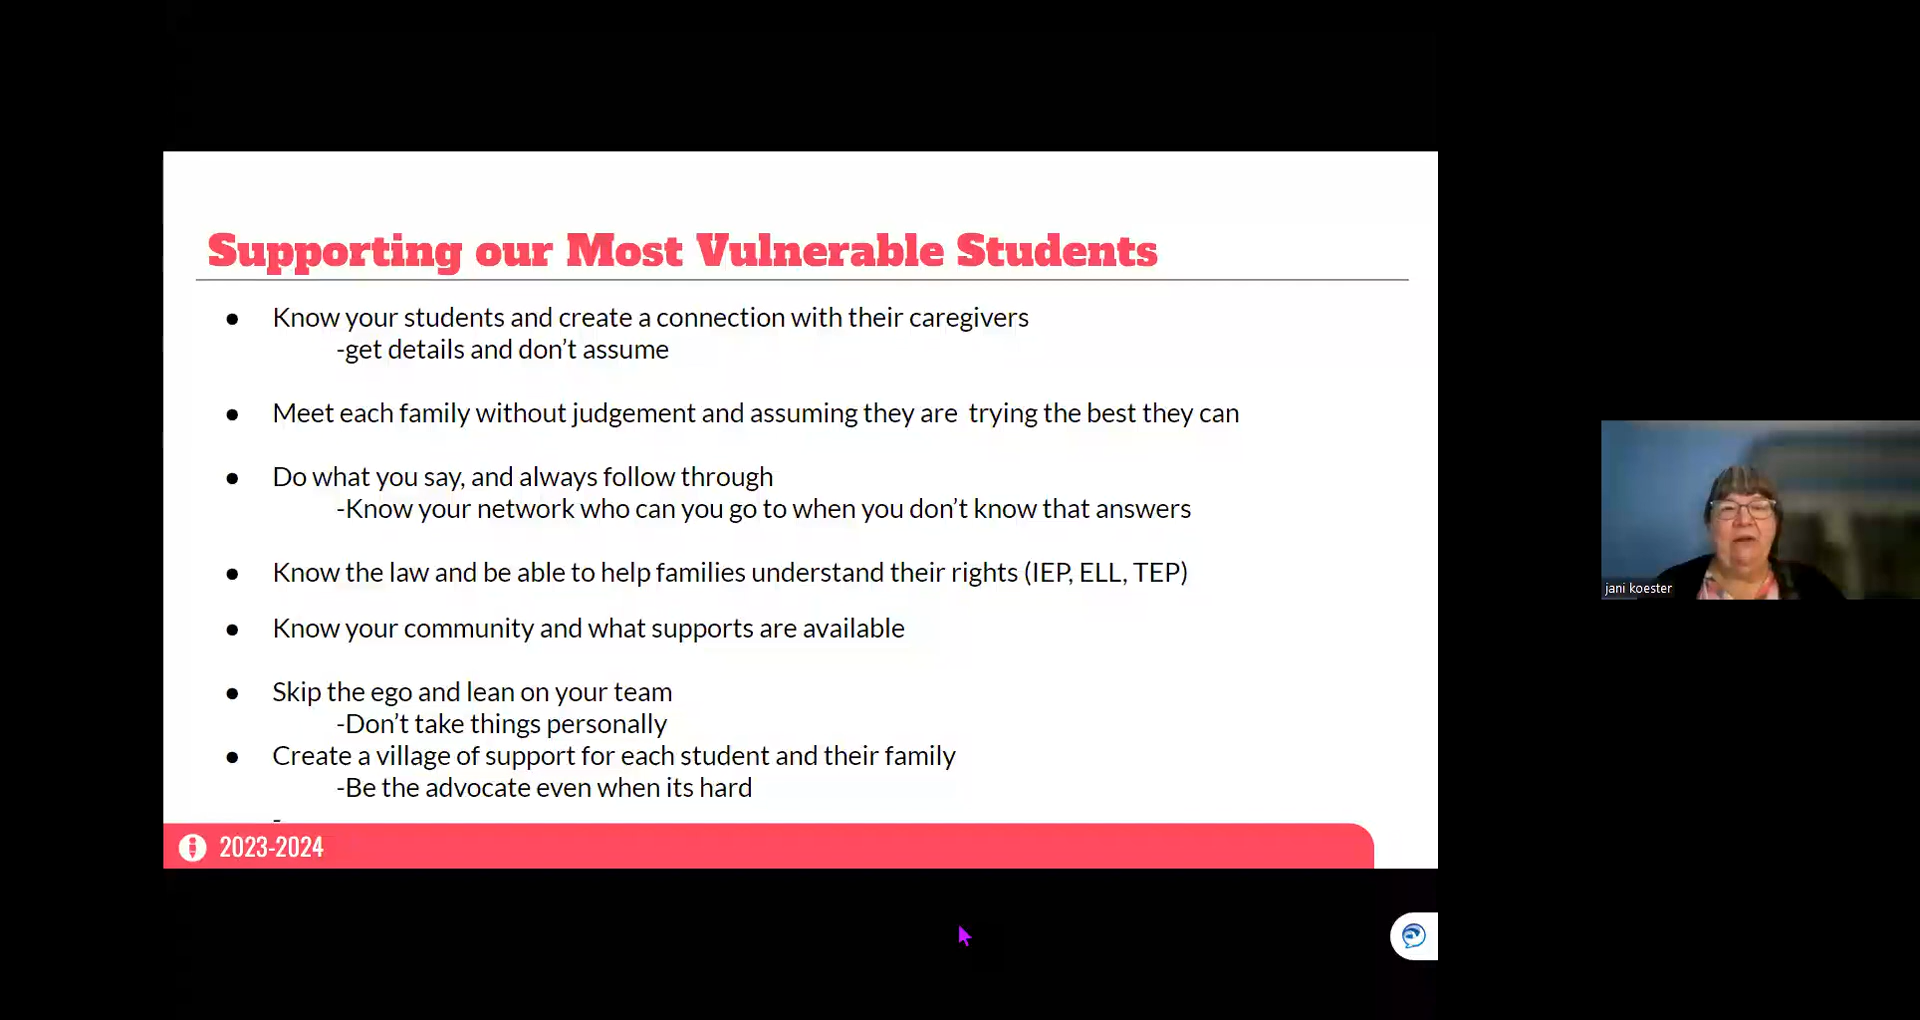 Supporting our Most Vulnerable Students
● Know your students and create a connection with their caregivers
-get details and don’t assume
● Meet each family without judgement and assuming they are  trying the best they can
● Do what you say, and always follow through
-Know your network who can you go to when you don’t know that answers
● Know the law and be able to help families understand their rights (IEP, ELL, TEP)
● Know your community and what supports are available
● Skip the ego and lean on your team
-Don’t take things personally
● Create a village of support for each student and their family
-Be the advocate even when its hard
-
2023-2024
jani koester